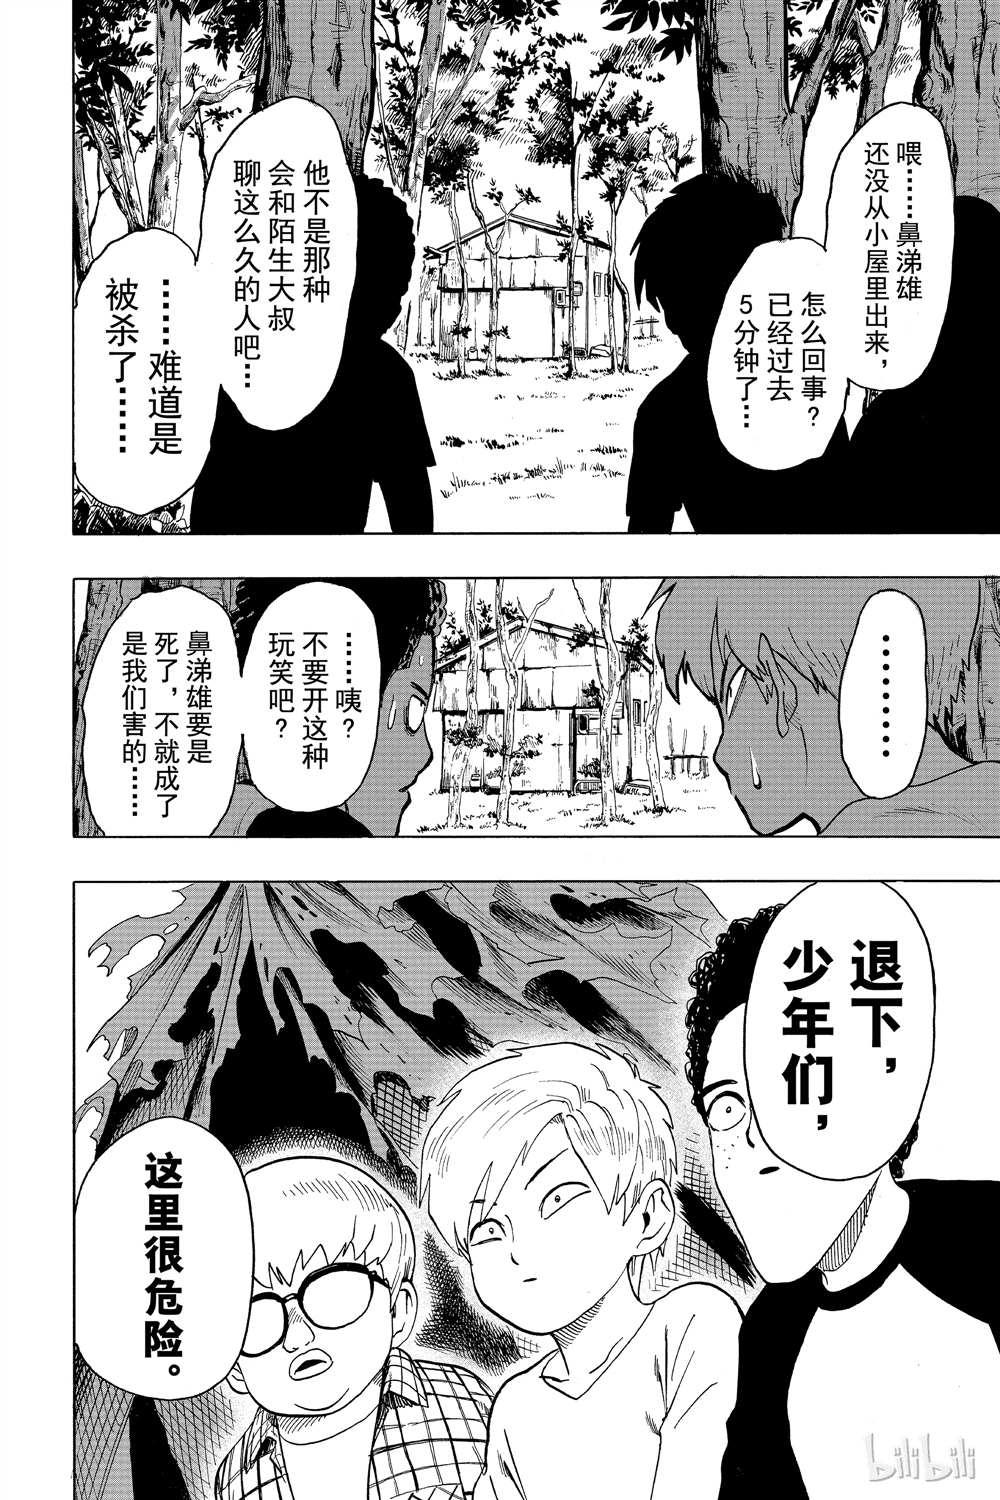 喂……鼻涕雄
还没从小屋里出来，
怎么回事？
已经过去
5分钟了…
他不是那种
会和陌生大叔
聊这么久的人吧…
……难道是
被杀了……
………
……咦？
不要开这种
玩笑吧？
鼻涕雄要是
死了，不就成了
是我们害的……
退下，
少年们，
这里很危险。
bilibili